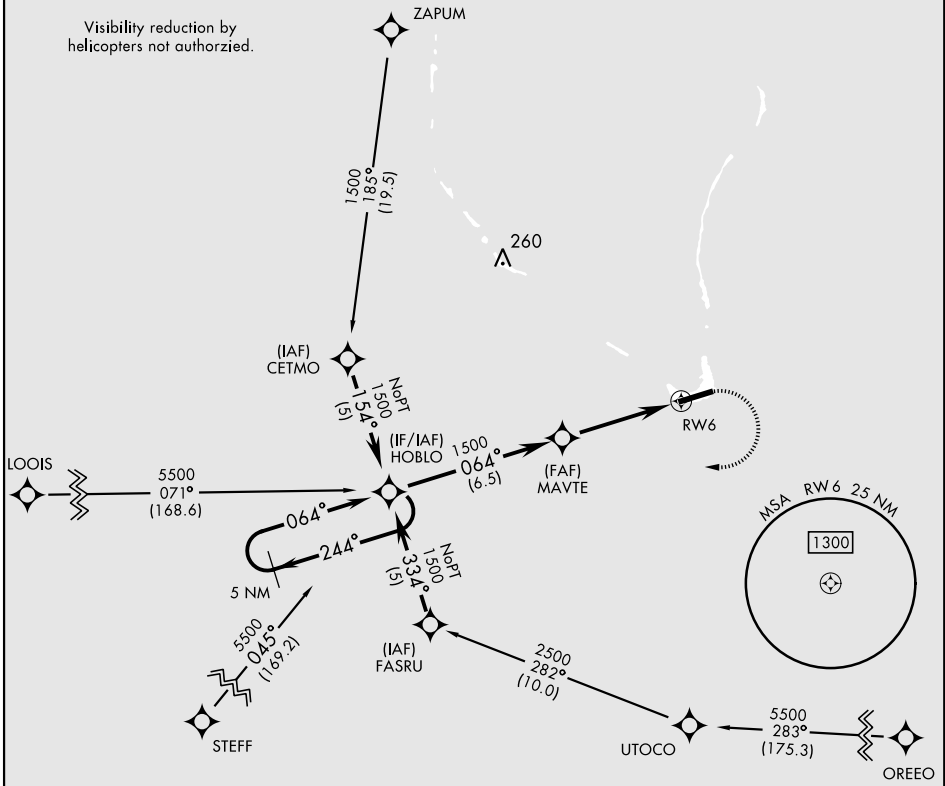 Visibility reduction by
helicopters not authorzied.
ZAPUM
1500
185°
(19.5)
260
(IAF)
CETMO
NoPT
1500
154°
(5)
(IF/IAF)
HOBLO
1500
064°
(6.5)
(FAF)
MAVTE
RW6
LOOIS
5500
071°
(168.6)
064°
244°
5 NM
NoPT
1500
334°
(5)
MSA RW 6 25 NM
1300
5500
045°
(169.2)
STEFF
(IAF)
FASRU
2500
282°
(10.0)
UTOCO
5500
283°
(175.3)
OREEO